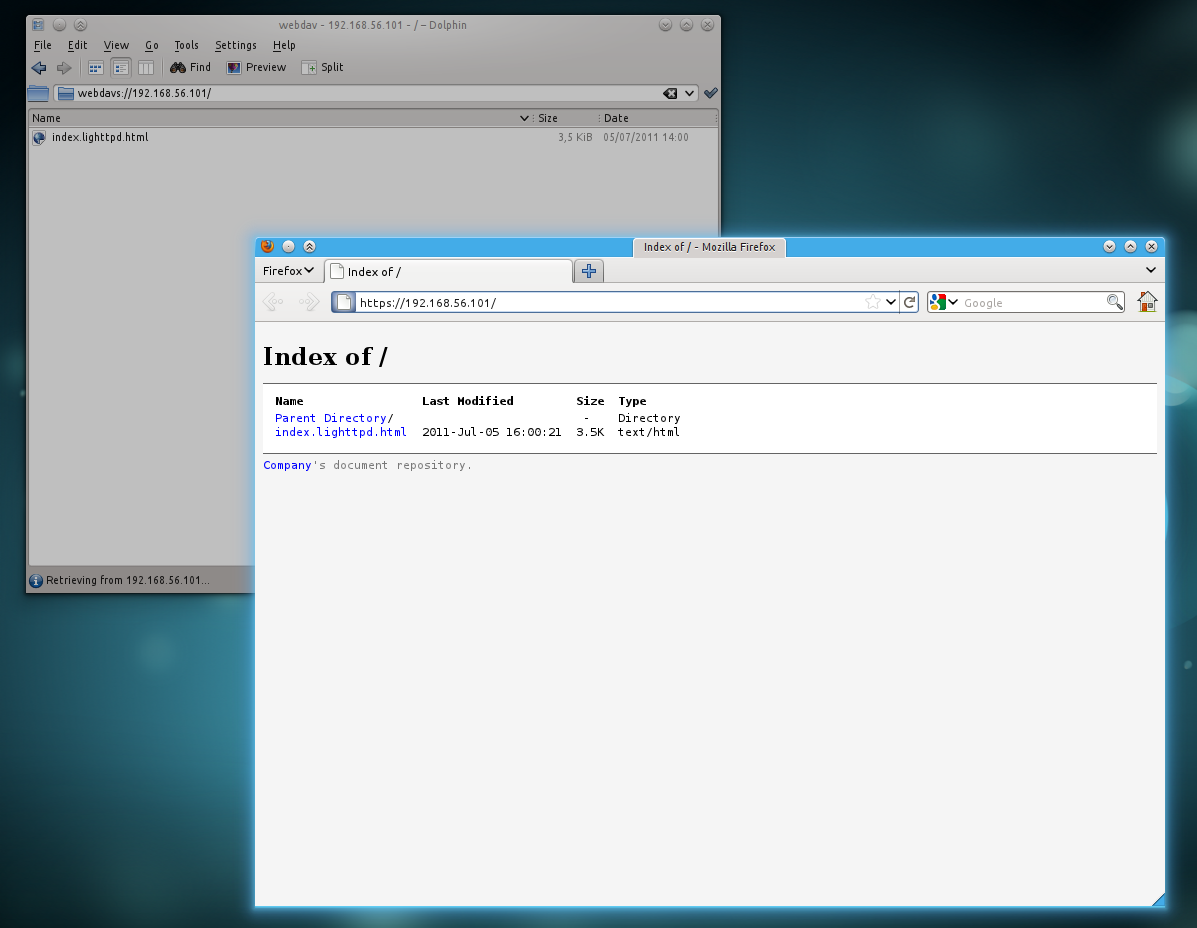 webdav - 192.168.56.101 - / – Dolphin
File Edit View Go Tools Settings Help
Find Preview Split
webdavs://192.168.56.101/
Name Size Date
index.lighttpd.html 3,5 KiB 05/07/2011 14:00
Index of / - Mozilla Firefox
Firefox Index of /
https://192.168.56.101/ Google
Index of /
Name Last Modified Size Type
Parent Directory/ - Directory
index.lighttpd.html 2011-Jul-05 16:00:21 3.5K text/html
Company's document repository.
Retrieving from 192.168.56.101...